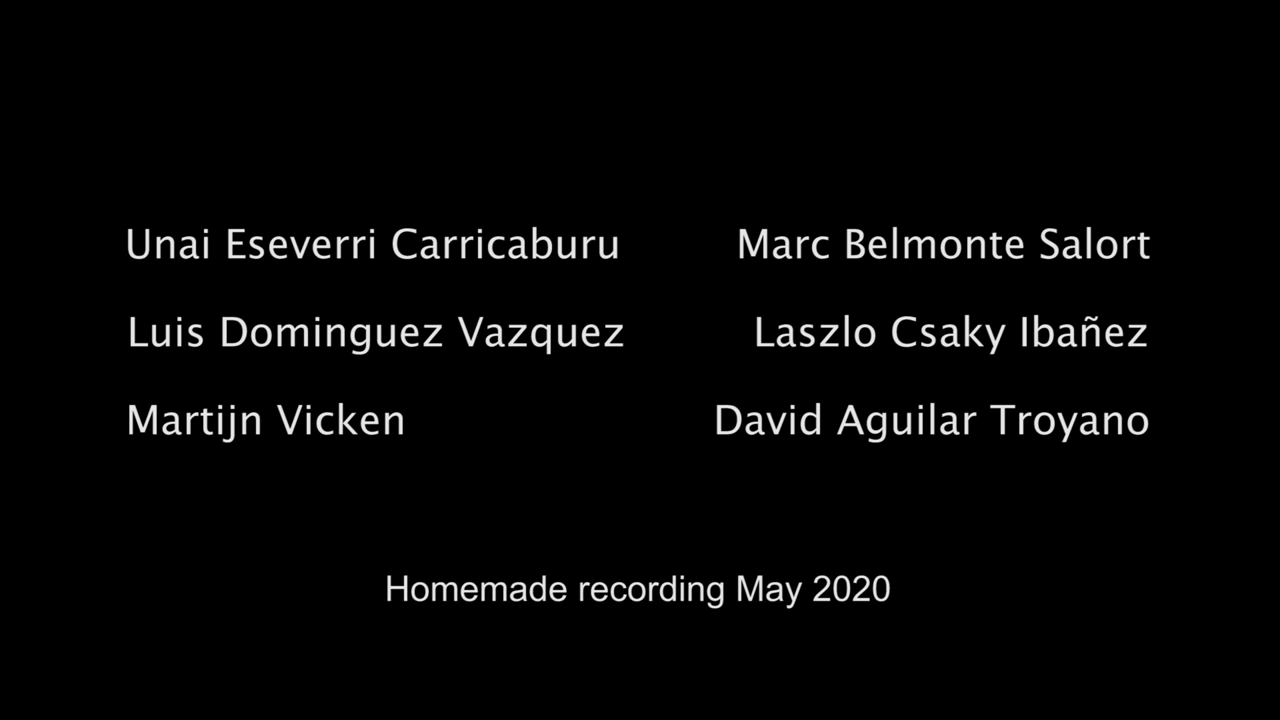 Unai Eseverri Carricaburu
Marc Belmonte Salort
Luis Dominguez Vazquez
Laszlo Csaky Ibañez
Martijn Vicken
David Aguilar Troyano
Homemade recording May 2020